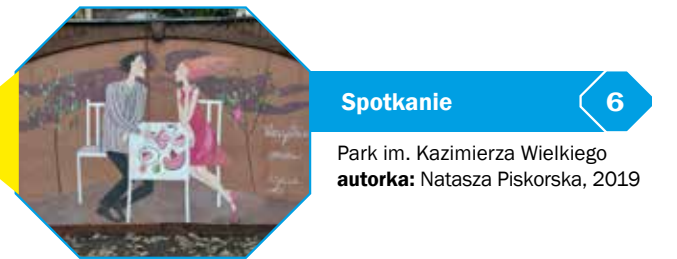 Spotkanie
6
Park im. Kazimierza Wielkiego
autorka: Natasza Piskorska, 2019